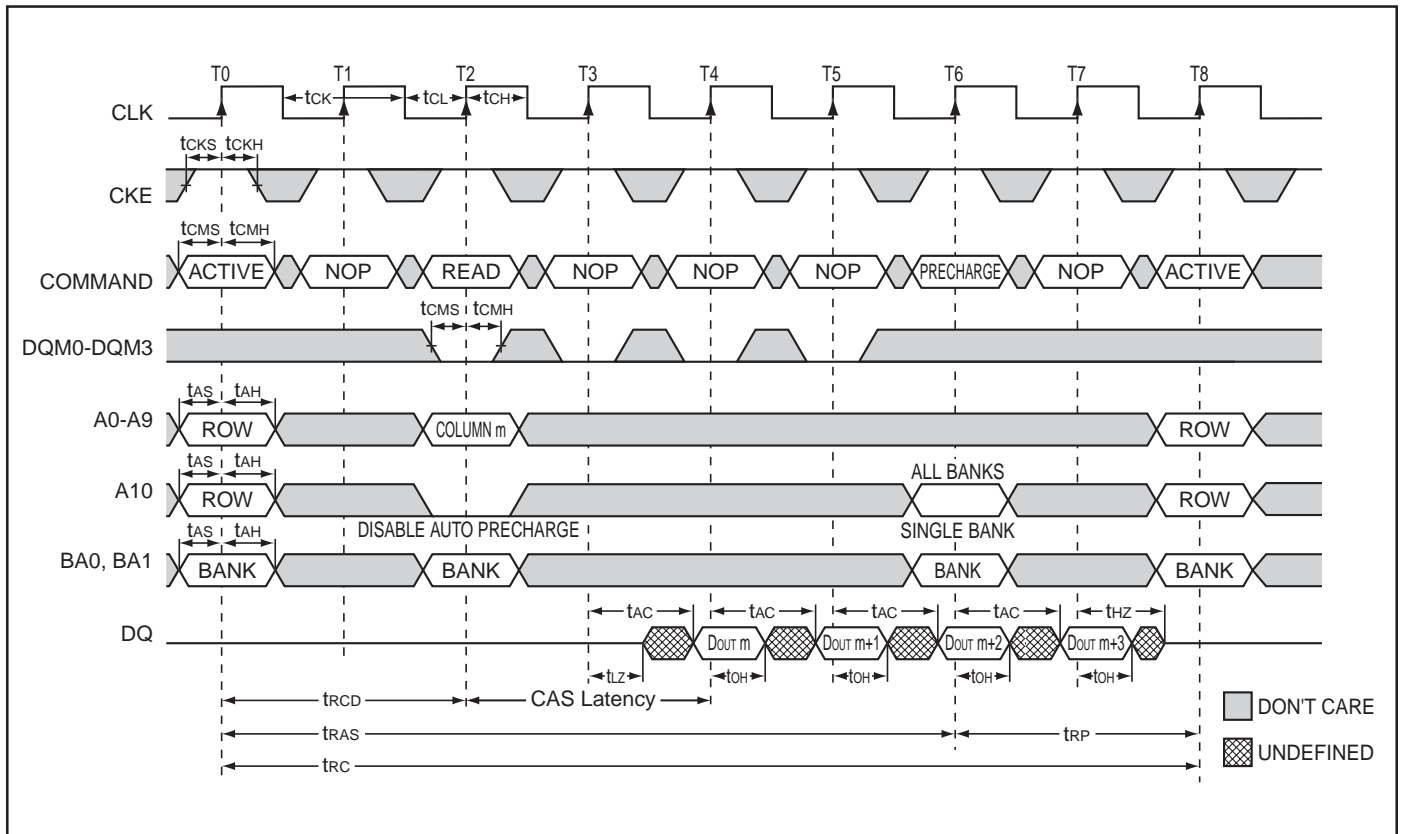 T0 T1 T2 T3 T4 T5 T6 T7 T8
tCK tCL tCH
CLK
tCKS tCKH
CKE
tCMS tCMH
COMMAND ACTIVE NOP READ NOP NOP NOP PRECHARGE NOP ACTIVE
tCMS tCMH
DQM0-DQM3
tAS tAH
A0-A9 ROW COLUMN m ROW
tAS tAH ALL BANKS
A10 ROW ROW
DISABLE AUTO PRECHARGE SINGLE BANK
tAS tAH
BA0, BA1 BANK BANK BANK BANK
tAC tAC tAC tAC tHZ
DQ DOUT m DOUT m+1 DOUT m+2 DOUT m+3
tLZ tOH tOH tOH tOH
tRCD CAS Latency
DON'T CARE
tRAS tRP
UNDEFINED
tRC